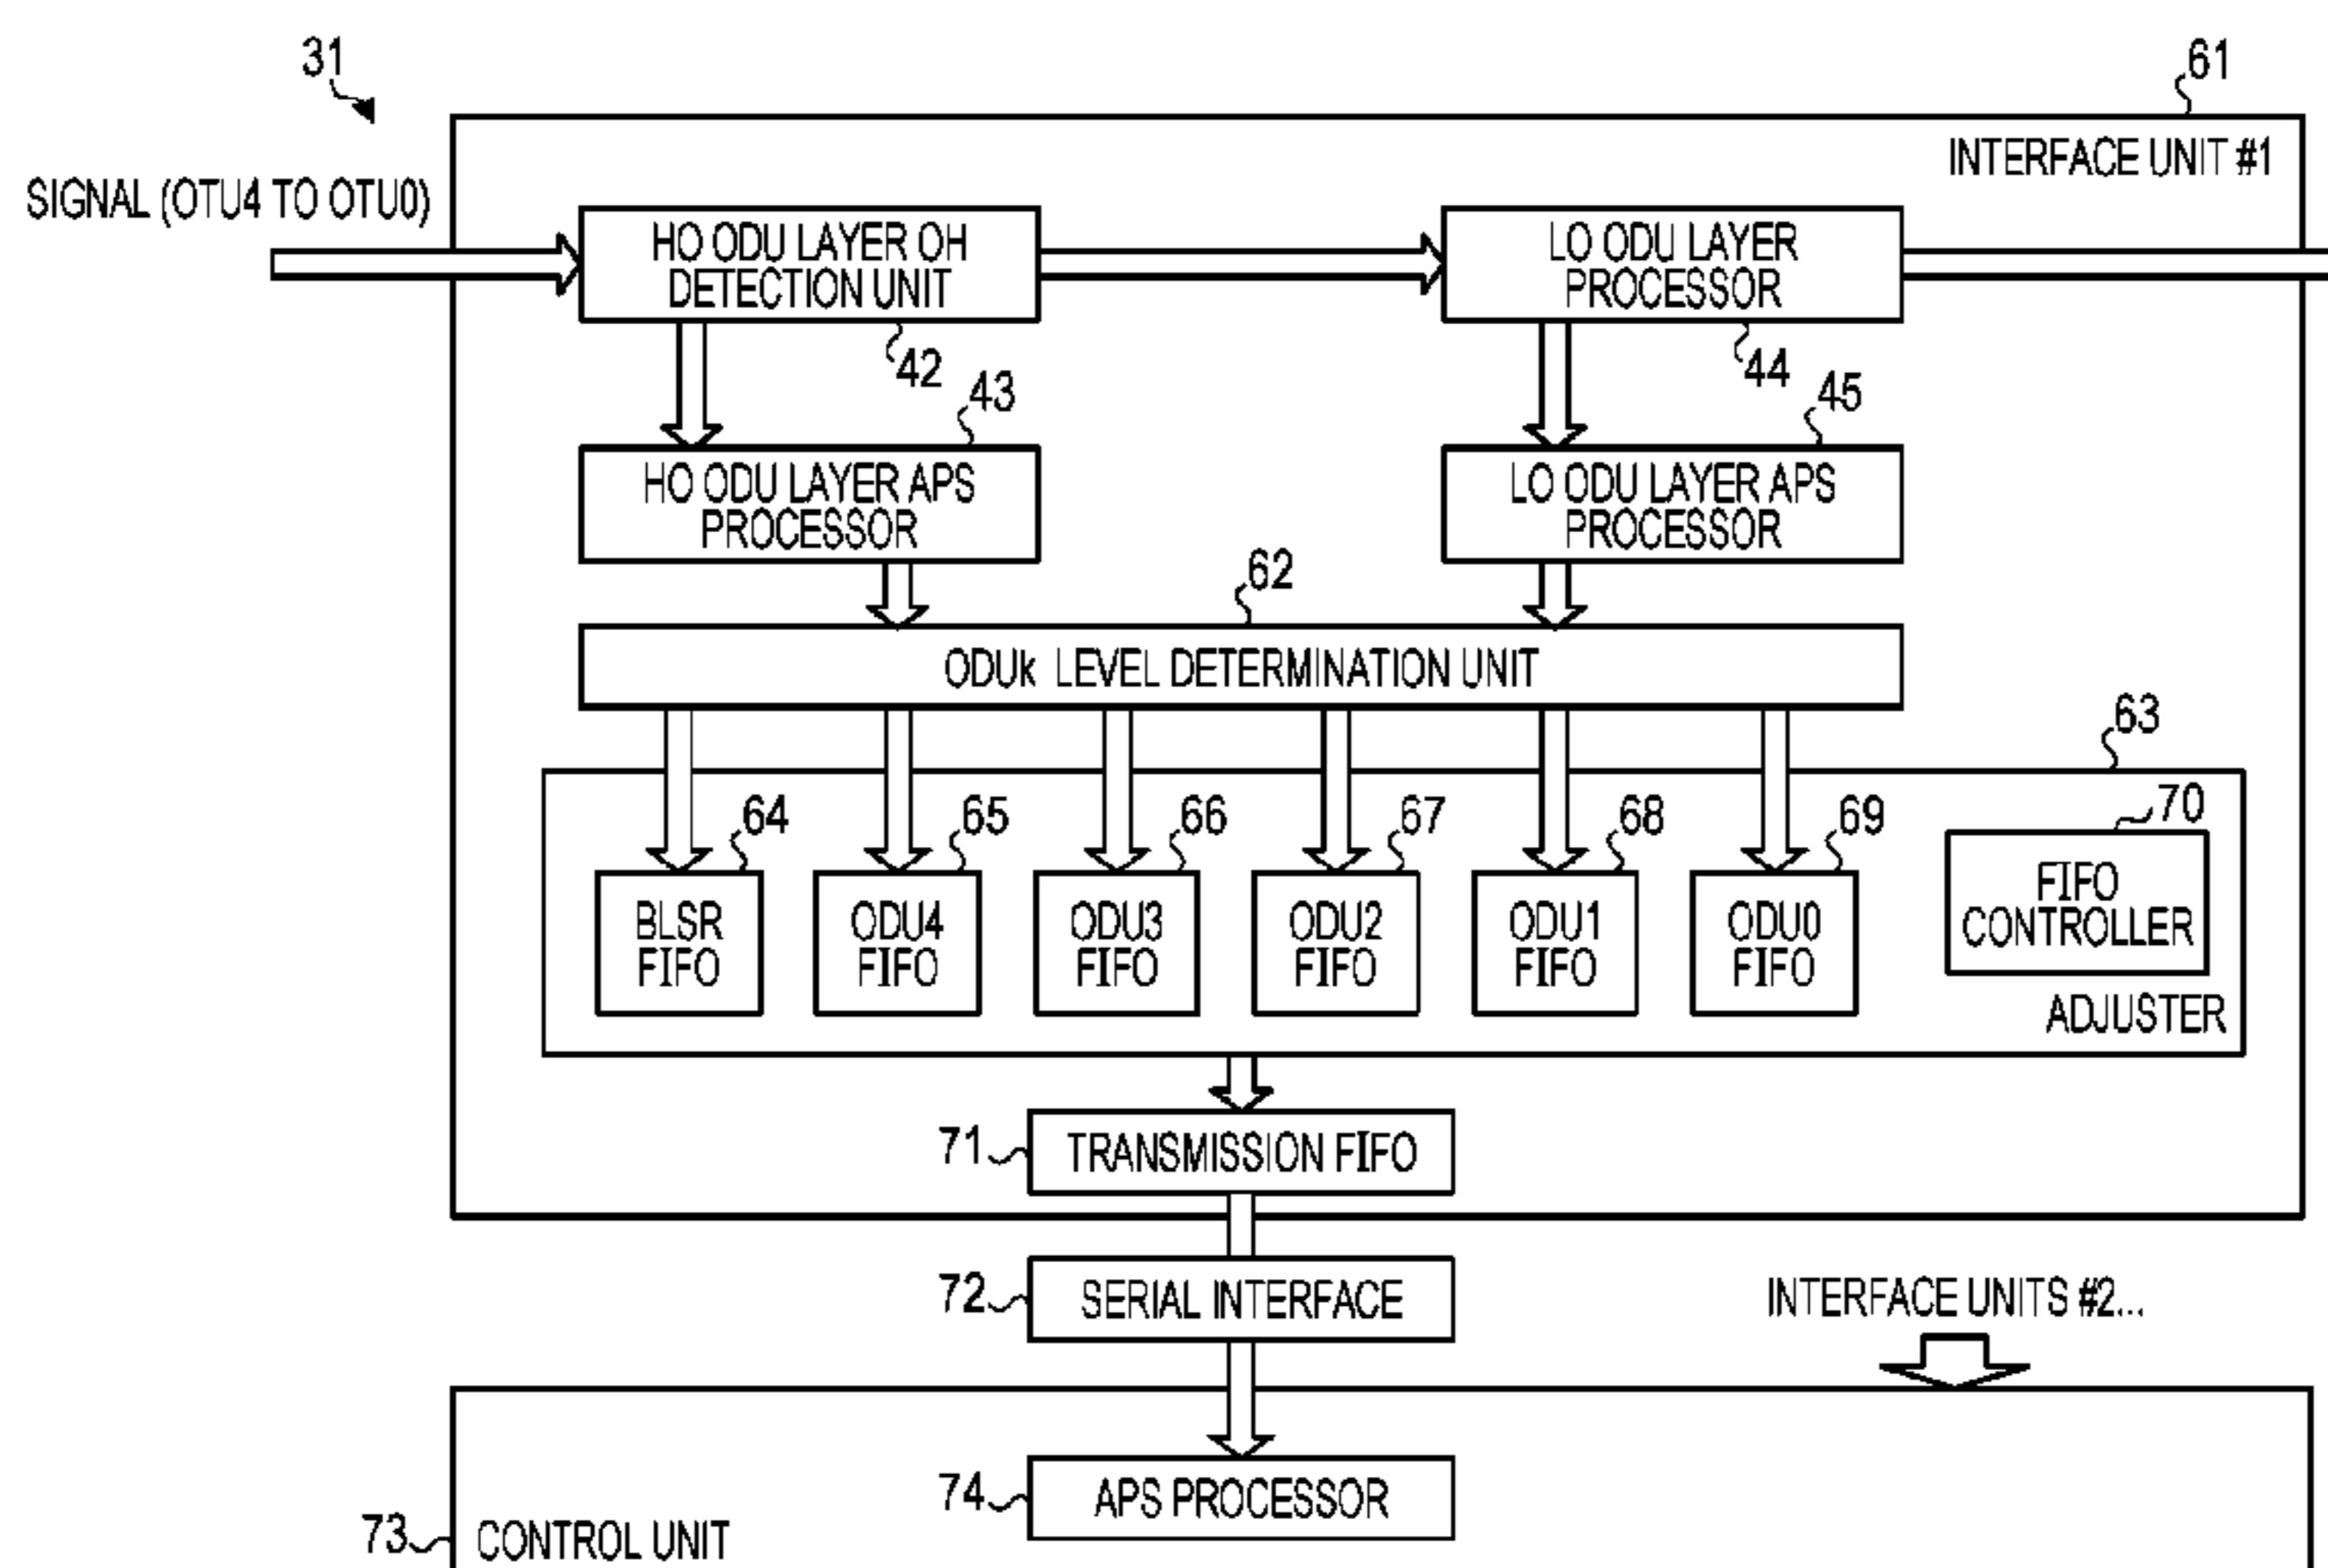 31
61
INTERFACE UNIT #1
SIGNAL (OTU4 TO OTU0)
HO ODU LAYER OH
DETECTION UNIT
LO ODU LAYER
PROCESSOR
42
44
43
45
HO ODU LAYER APS
PROCESSOR
LO ODU LAYER APS
PROCESSOR
62
ODUk LEVEL DETERMINATION UNIT
63
64
65
66
67
68
69
70
BLSR
FIFO
ODU4
FIFO
ODU3
FIFO
ODU2
FIFO
ODU1
FIFO
ODU0
FIFO
FIFO
CONTROLLER
ADJUSTER
71
TRANSMISSION FIFO
72
SERIAL INTERFACE
INTERFACE UNITS #2...
74
APS PROCESSOR
73
CONTROL UNIT